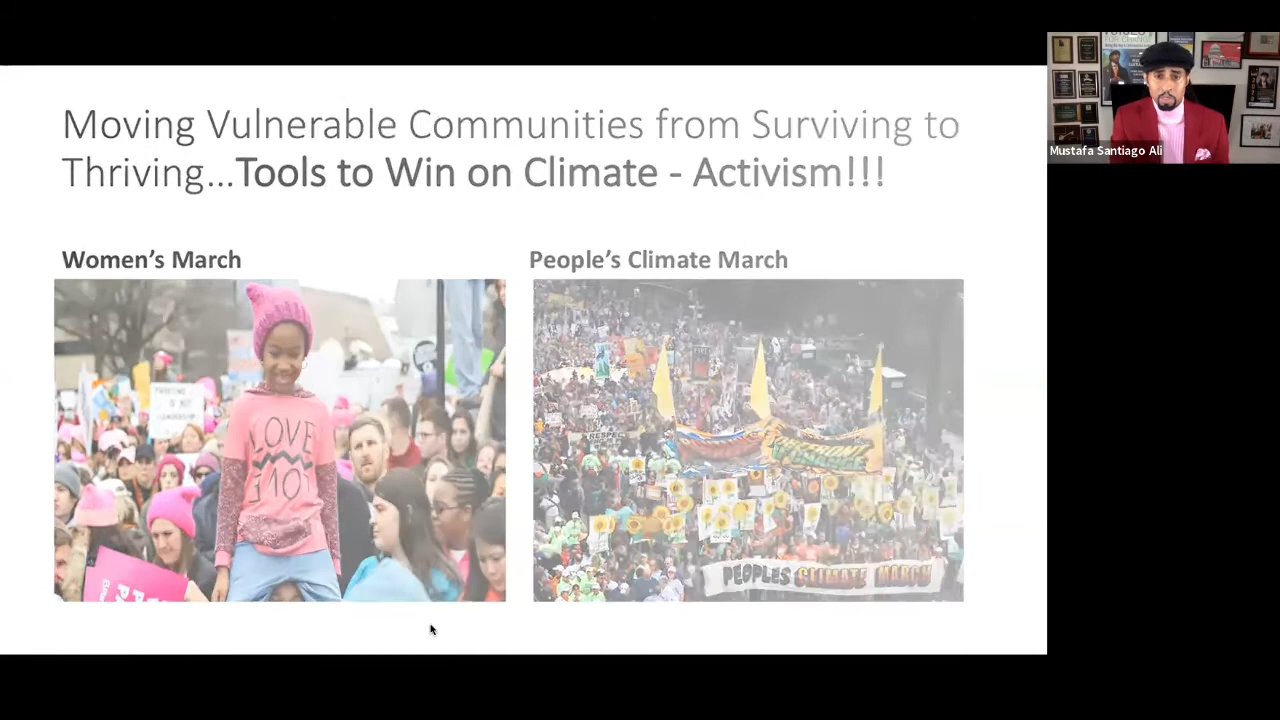 Moving Vulnerable Communities from Surviving to
Thriving...Tools to Win on Climate - Activism!!!
Women's March
People's Climate March
LOVE
RESPEC
PEOPLES CLIMATE MARCH
Mustafa Santiago Ali